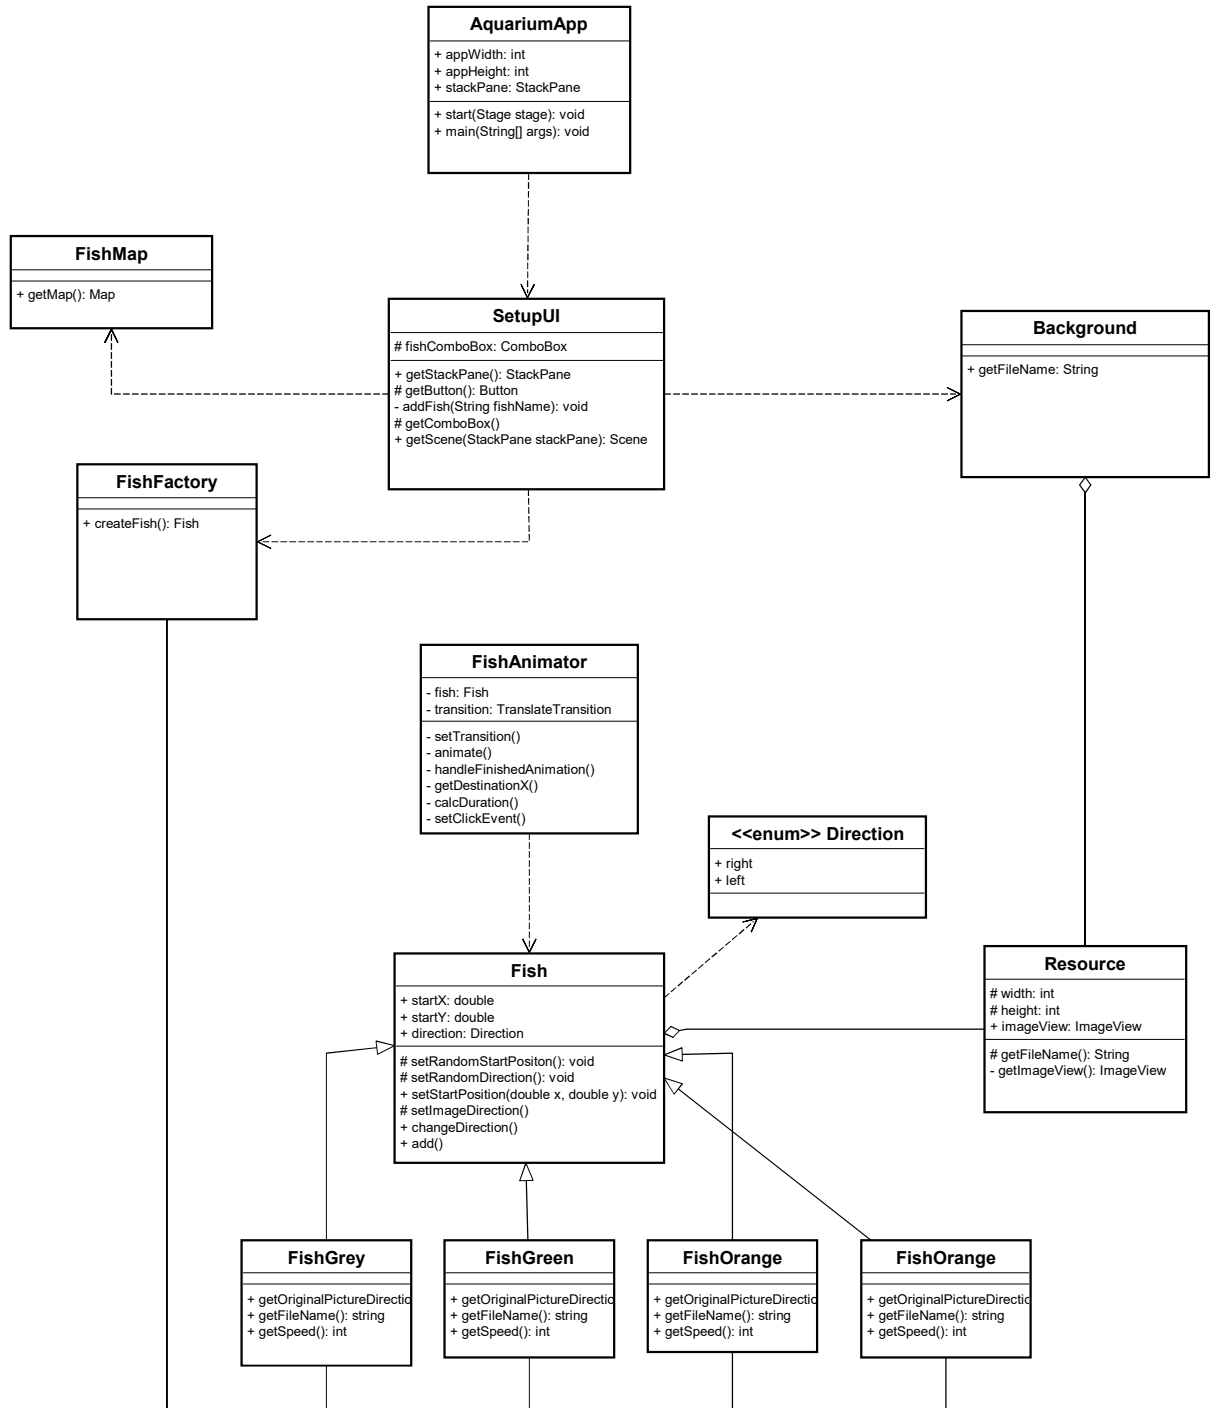 AquariumApp
+ appWidth: int
+ appHeight: int
+ stackPane: StackPane
+ start(Stage stage): void
+ main(String[] args): void
FishMap
+ getMap(): Map
SetupUI
# fishComboBox: ComboBox
+ getStackPane(): StackPane
# getButton(): Button
- addFish(String fishName): void
# getComboBox()
+ getScene(StackPane stackPane): Scene
Background
+ getFileName: String
FishFactory
+ createFish(): Fish
FishAnimator
- fish: Fish
- transition: TranslateTransition
- setTransition()
- animate()
- handleFinishedAnimation()
- getDestinationX()
- calcDuration()
- setClickEvent()
<<enum>> Direction
+ right
+ left
Fish
+ startX: double
+ startY: double
+ direction: Direction
# setRandomStartPositon(): void
# setRandomDirection(): void
+ setStartPosition(double x, double y): void
# setImageDirection()
+ changeDirection()
+ add()
Resource
# width: int
# height: int
+ imageView: ImageView
# getFileName(): String
- getImageView(): ImageView
FishGrey
+ getOriginalPictureDirectic
+ getFileName(): string
+ getSpeed(): int
FishGreen
+ getOriginalPictureDirectic
+ getFileName(): string
+ getSpeed(): int
FishOrange
+ getOriginalPictureDirectic
+ getFileName(): string
+ getSpeed(): int
FishOrange
+ getOriginalPictureDirectic
+ getFileName(): string
+ getSpeed(): int